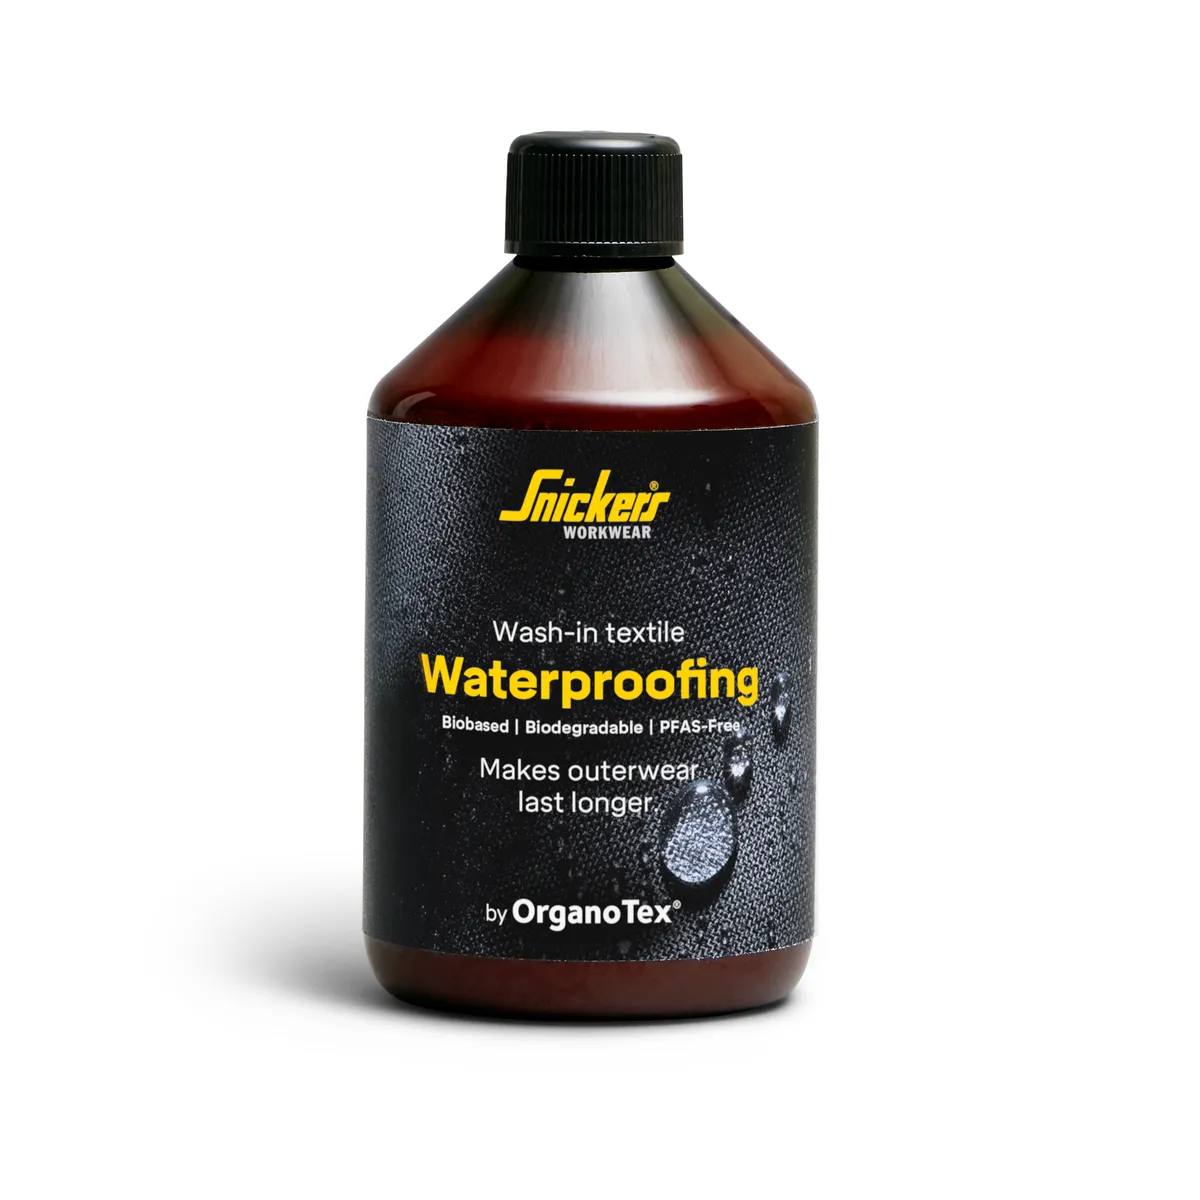 Snickers®
WORKWEAR
Wash-in textile
Waterproofing
Biobased | Biodegradable | PFAS-Free
Makes outerwear
last longer.
by OrganoTex®